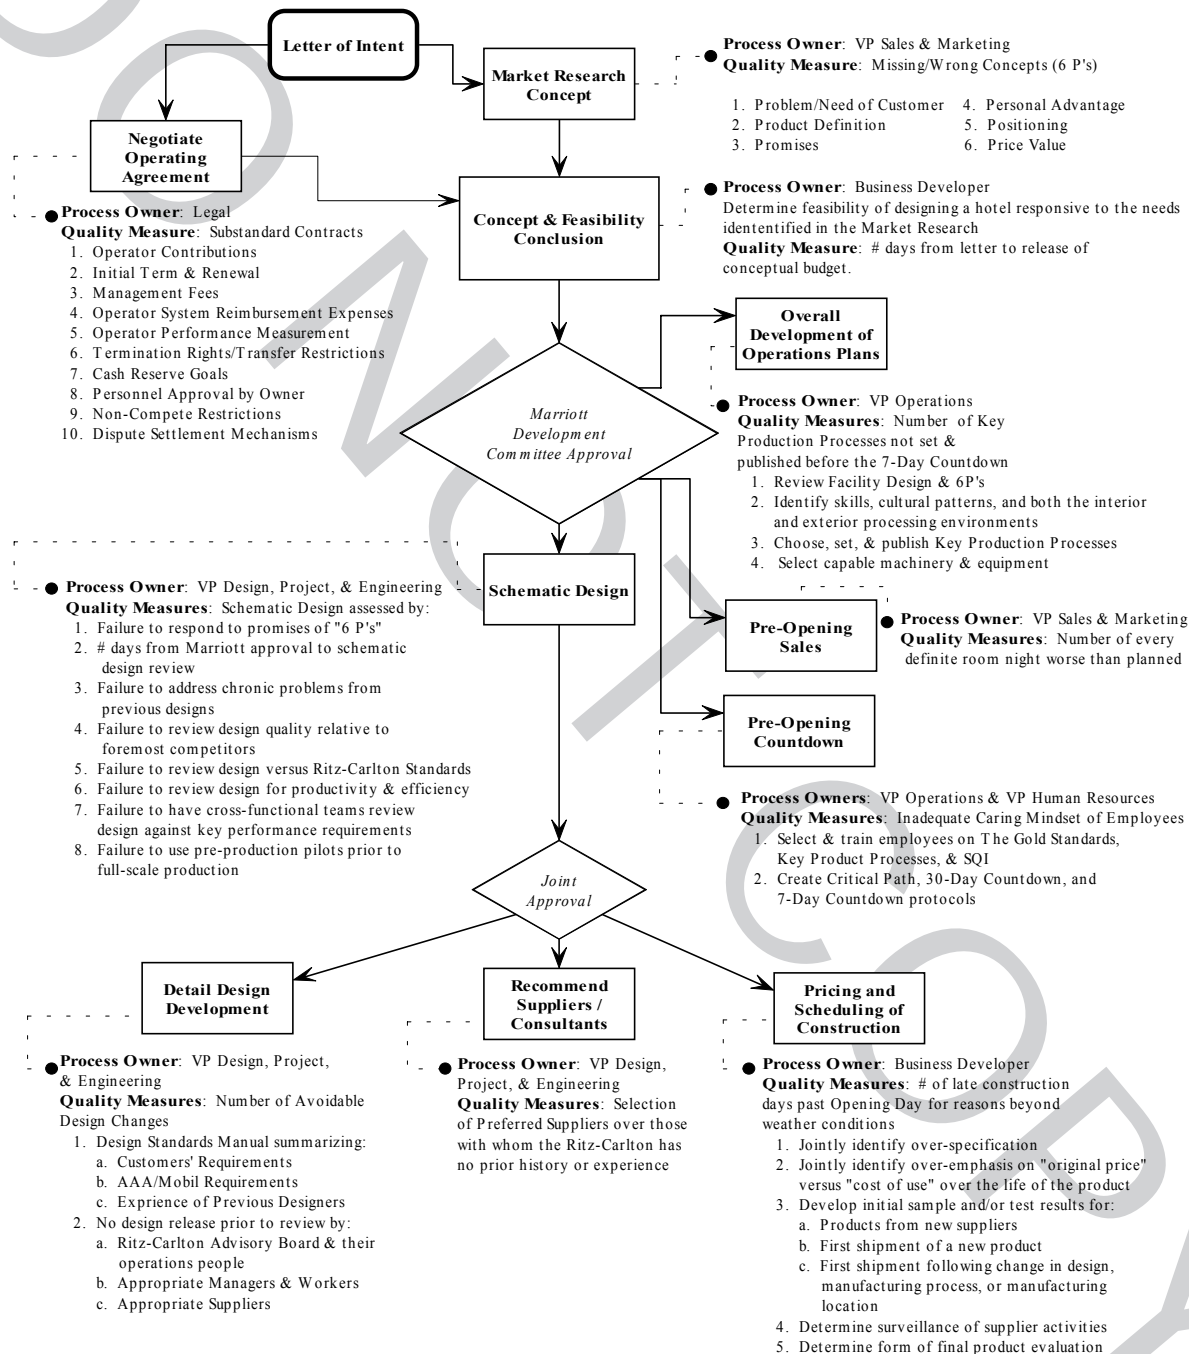 Letter of Intent
Market Research
Concept
Process Owner: VP Sales & Marketing
Quality Measure: Missing/Wrong Concepts (6 P's)
1. Problem/Need of Customer
2. Product Definition
3. Promises
4. Personal Advantage
5. Positioning
6. Price Value
Negotiate
Operating
Agreement
Process Owner: Legal
Quality Measure: Substandard Contracts
1. Operator Contributions
2. Initial Term & Renewal
3. Management Fees
4. Operator System Reimbursement Expenses
5. Operator Performance Measurement
6. Termination Rights/Transfer Restrictions
7. Cash Reserve Goals
8. Personnel Approval by Owner
9. Non-Compete Restrictions
10. Dispute Settlement Mechanisms
Concept & Feasibility
Conclusion
Process Owner: Business Developer
Determine feasibility of designing a hotel responsive to the needs
idententified in the Market Research
Quality Measure: # days from letter to release of
conceptual budget.
Marriott
Development
Committee Approval
Overall
Development of
Operations Plans
Process Owner: VP Operations
Quality Measures: Number of Key
Production Processes not set &
published before the 7-Day Countdown
1. Review Facility Design & 6P's
2. Identify skills, cultural patterns, and both the interior
and exterior processing environments
3. Choose, set, & publish Key Production Processes
4. Select capable machinery & equipment
Schematic Design
Process Owner: VP Design, Project, & Engineering
Quality Measures: Schematic Design assessed by:
1. Failure to respond to promises of "6 P's"
2. # days from Marriott approval to schematic
design review
3. Failure to address chronic problems from
previous designs
4. Failure to review design quality relative to
foremost competitors
5. Failure to review design versus Ritz-Carlton Standards
6. Failure to review design for productivity & efficiency
7. Failure to have cross-functional teams review
design against key performance requirements
8. Failure to use pre-production pilots prior to
full-scale production
Pre-Opening
Sales
Process Owner: VP Sales & Marketing
Quality Measures: Number of every
definite room night worse than planned
Pre-Opening
Countdown
Process Owners: VP Operations & VP Human Resources
Quality Measures: Inadequate Caring Mindset of Employees
1. Select & train employees on The Gold Standards,
Key Product Processes, & SQI
2. Create Critical Path, 30-Day Countdown, and
7-Day Countdown protocols
Joint
Approval
Detail Design
Development
Process Owner: VP Design, Project,
& Engineering
Quality Measures: Number of Avoidable
Design Changes
1. Design Standards Manual summarizing:
a. Customers' Requirements
b. AAA/Mobil Requirements
c. Exprience of Previous Designers
2. No design release prior to review by:
a. Ritz-Carlton Advisory Board & their
operations people
b. Appropriate Managers & Workers
c. Appropriate Suppliers
Recommend
Suppliers /
Consultants
Process Owner: VP Design,
Project, & Engineering
Quality Measures: Selection
of Preferred Suppliers over those
with whom the Ritz-Carlton has
no prior history or experience
Pricing and
Scheduling of
Construction
Process Owner: Business Developer
Quality Measures: # of late construction
days past Opening Day for reasons beyond
weather conditions
1. Jointly identify over-specification
2. Jointly identify over-emphasis on "original price"
versus "cost of use" over the life of the product
3. Develop initial sample and/or test results for:
a. Products from new suppliers
b. First shipment of a new product
c. First shipment following change in design,
manufacturing process, or manufacturing
location
4. Determine surveillance of supplier activities
5. Determine form of final product evaluation
NOT
COPY